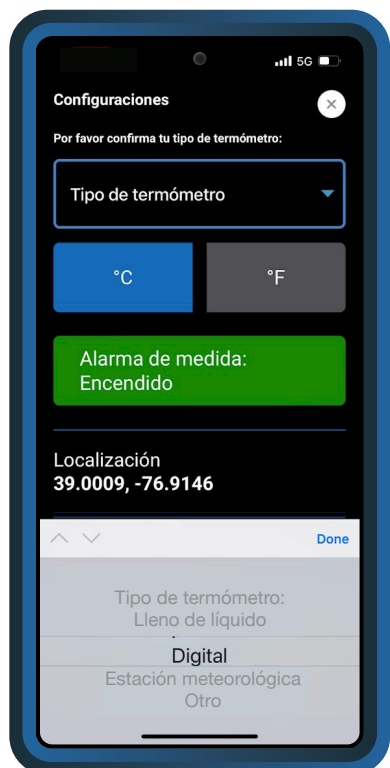 5G
Configuraciones
Por favor confirma tu tipo de termómetro:
Tipo de termómetro
°C
°F
Alarma de medida:
Encendido
Localización
39.0009, -76.9146
Done
Tipo de termómetro:
Lleno de líquido
Digital
Estación meteorológica
Otro